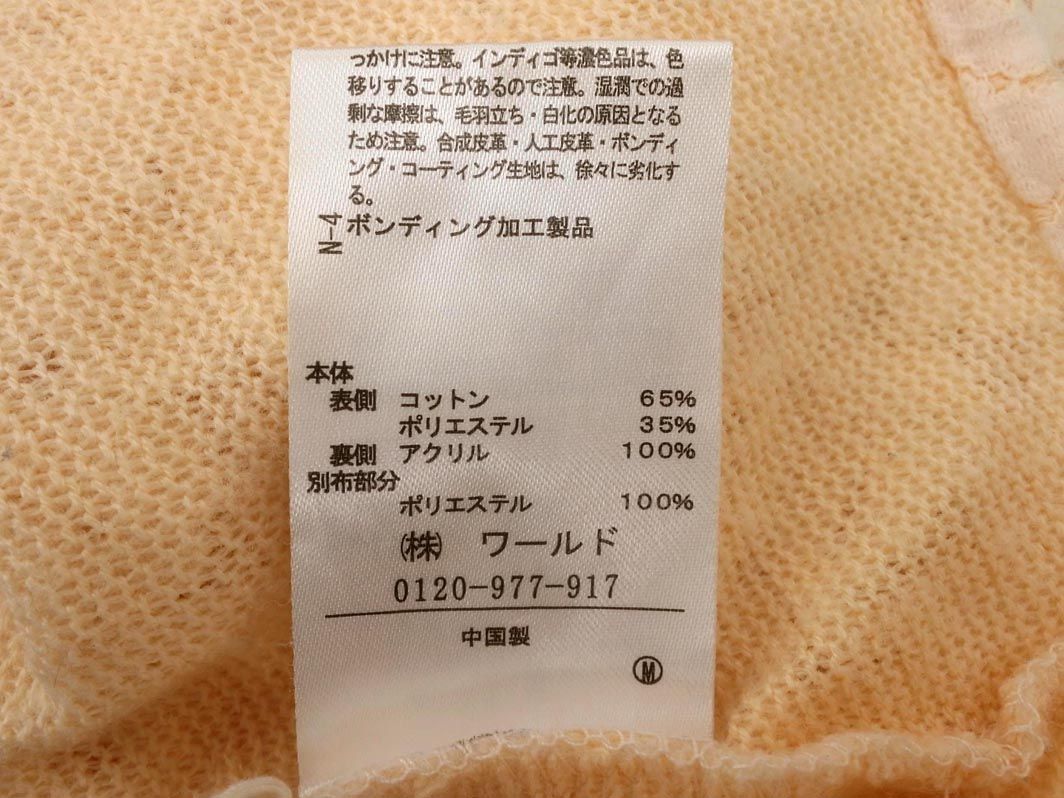 っかけに注意。インディゴ等濃色品は、色
移りすることがあるので注意。湿潤での過
剰な摩擦は、毛羽立ち・白化の原因となる
ため注意。合成皮革・人工皮革・ボンディ
ング・コーティング生地は、徐々に劣化す
る。
N-4
ボンディング加工製品
本体
表側 コットン 65%
ポリエステル 35%
裏側 アクリル 100%
別布部分
ポリエステル 100%
㈱ ワールド
0120-977-917
中国製
Ⓜ